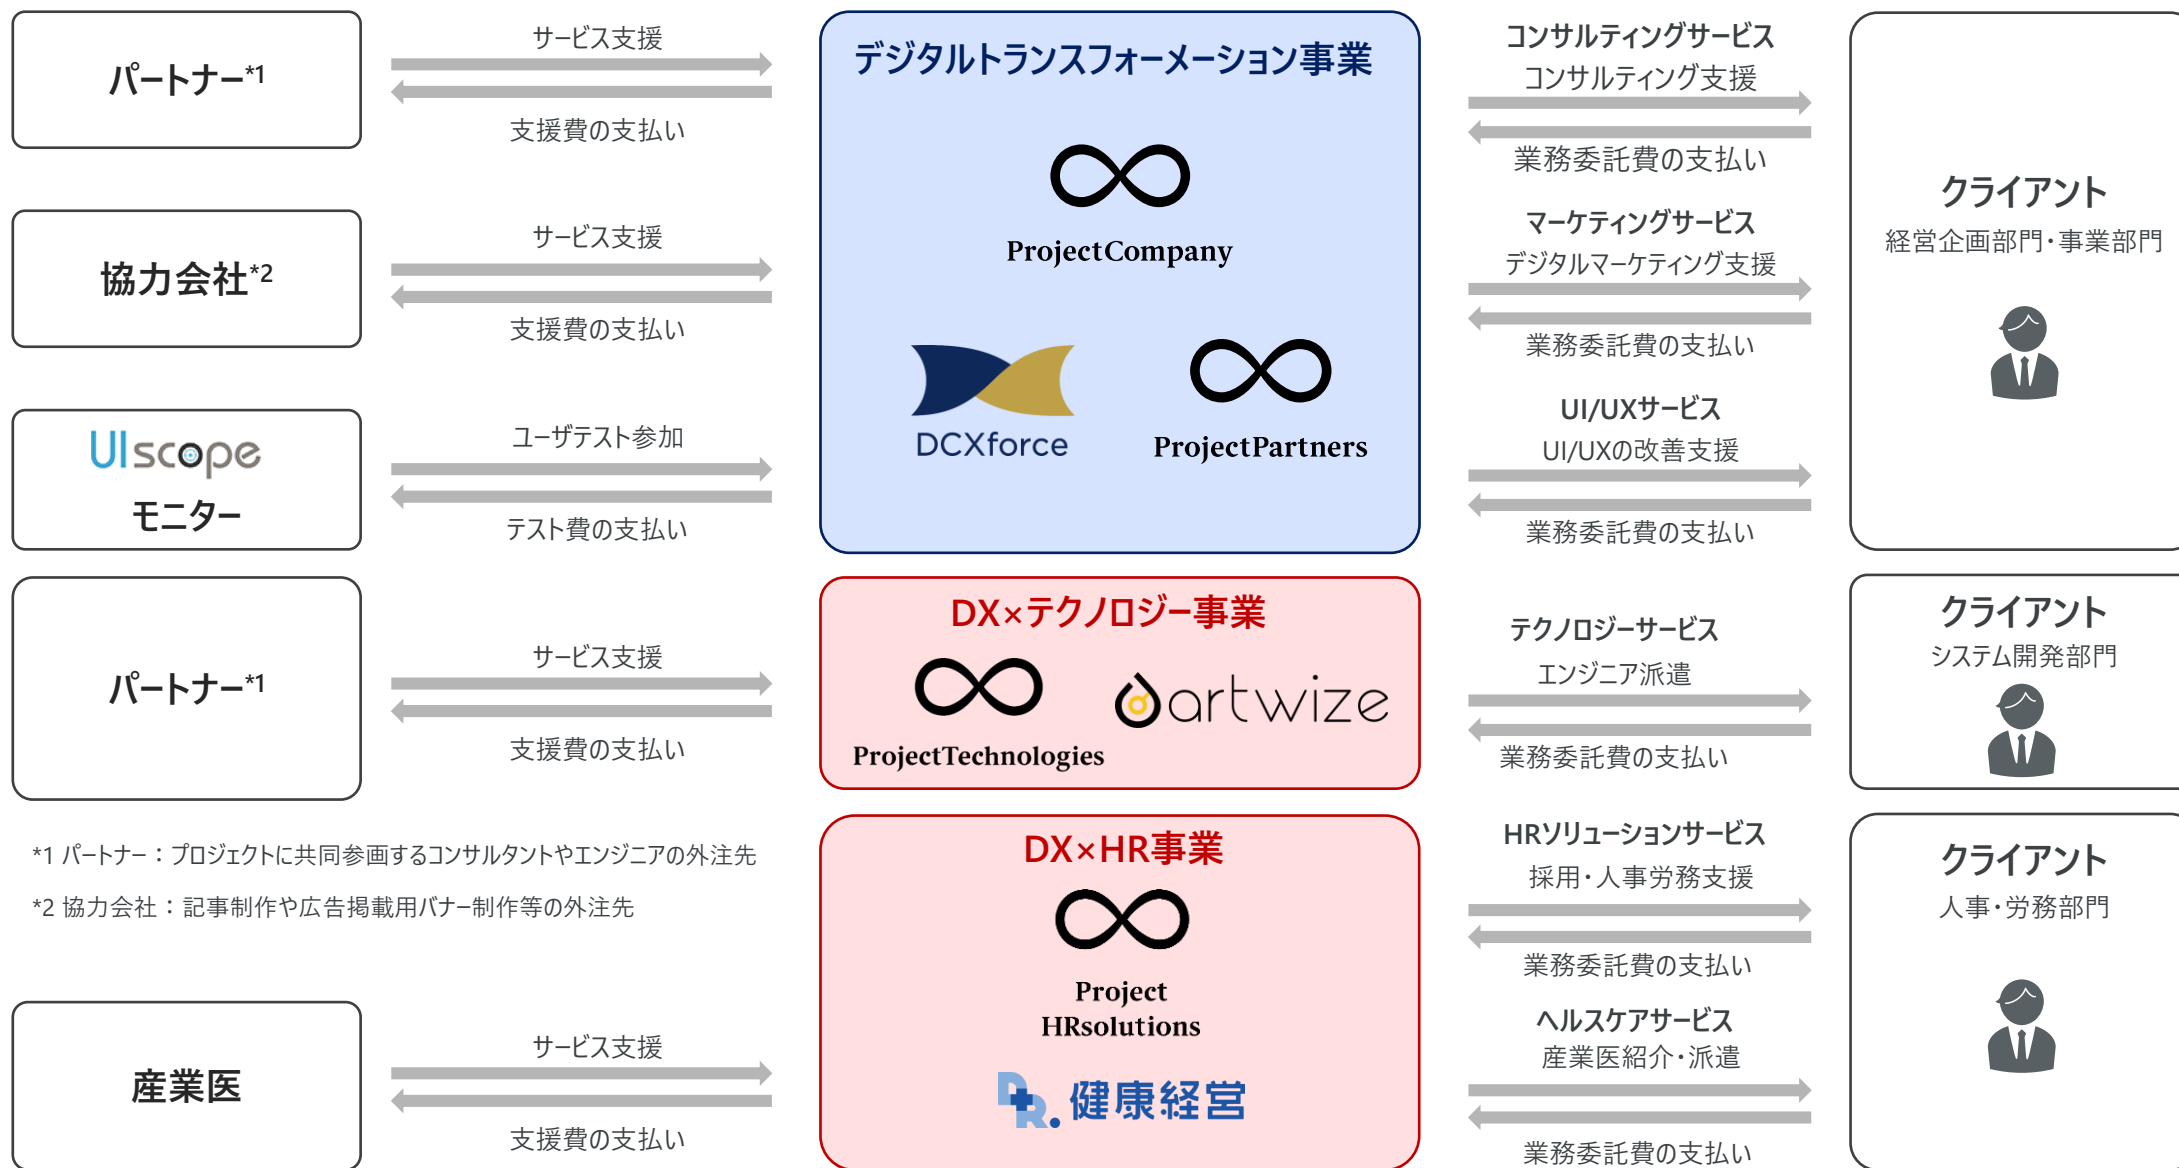 パートナー*1
サービス支援
支援費の支払い
協力会社*2
サービス支援
支援費の支払い
UIscope
モニター
ユーザテスト参加
テスト費の支払い
デジタルトランスフォーメーション事業
ProjectCompany
DCXforce
ProjectPartners
コンサルティングサービス
コンサルティング支援
業務委託費の支払い
マーケティングサービス
デジタルマーケティング支援
業務委託費の支払い
UI/UXサービス
UI/UXの改善支援
業務委託費の支払い
クライアント
経営企画部門・事業部門
パートナー*1
サービス支援
支援費の支払い
DX×テクノロジー事業
ProjectTechnologies
artwize
テクノロジーサービス
エンジニア派遣
業務委託費の支払い
クライアント
システム開発部門
*1 パートナー：プロジェクトに共同参画するコンサルタントやエンジニアの外注先
*2 協力会社：記事制作や広告掲載用バナー制作等の外注先
産業医
サービス支援
支援費の支払い
DX×HR事業
Project
HRsolutions
DR.健康経営
HRソリューションサービス
採用・人事労務支援
業務委託費の支払い
ヘルスケアサービス
産業医紹介・派遣
業務委託費の支払い
クライアント
人事・労務部門